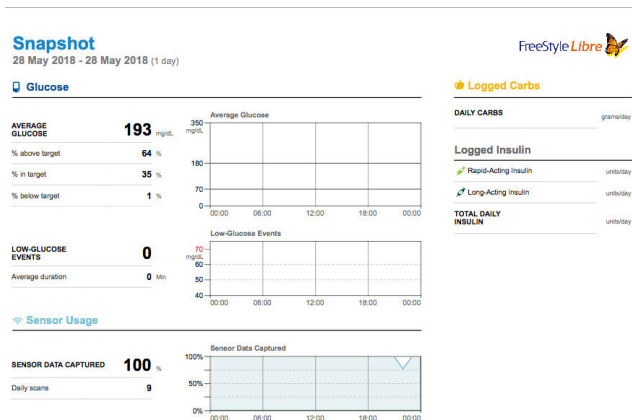 Snapshot
28 May 2018 - 28 May 2018 (1 day)
FreeStyle Libre
Glucose
AVERAGE
GLUCOSE
193 mg/dL
% above target 64 %
% in target 35 %
% below target 1 %
Average Glucose
350
mg/dL
180
70
0
00:00 06:00 12:00 18:00 00:00
LOW-GLUCOSE
EVENTS
0
Average duration 0 Min
Low-Glucose Events
70
mg/dL
60
50
40
00:00 06:00 12:00 18:00 00:00
Sensor Usage
SENSOR DATA CAPTURED 100 %
Daily scans 9
Sensor Data Captured
100%
50%
0%
00:00 06:00 12:00 18:00 00:00
Logged Carbs
DAILY CARBS grams/day
Logged Insulin
Rapid-Acting Insulin units/day
Long-Acting Insulin units/day
TOTAL DAILY
INSULIN units/day